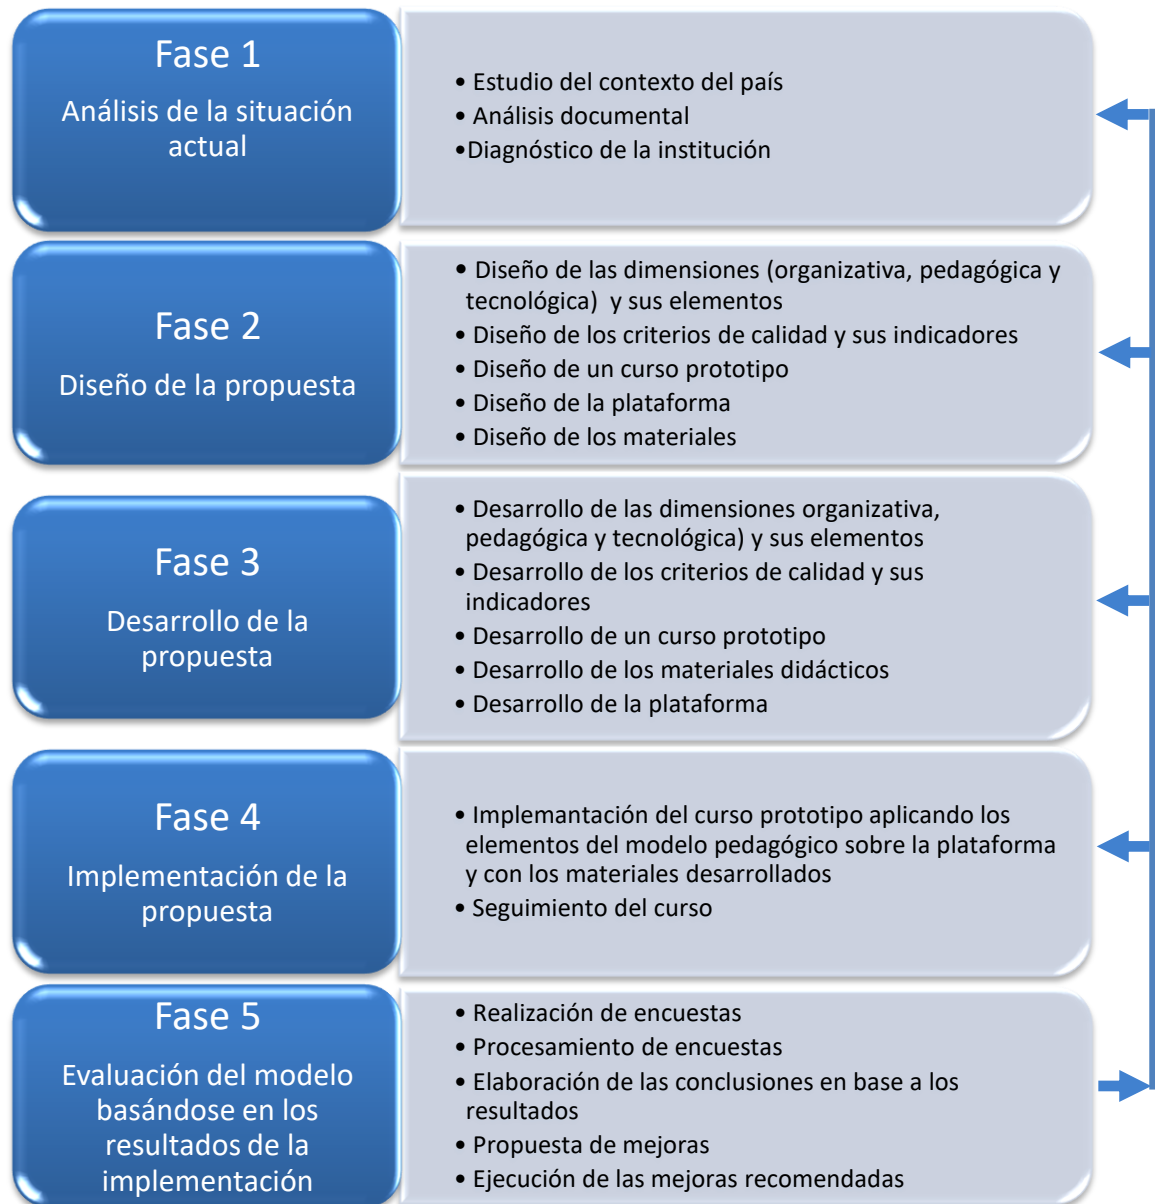 Fase 1
Análisis de la situación
actual
• Estudio del contexto del país
• Análisis documental
•Diagnóstico de la institución
Fase 2
Diseño de la propuesta
• Diseño de las dimensiones (organizativa, pedagógica y
tecnológica) y sus elementos
• Diseño de los criterios de calidad y sus indicadores
• Diseño de un curso prototipo
• Diseño de la plataforma
• Diseño de los materiales
Fase 3
Desarrollo de la
propuesta
• Desarrollo de las dimensiones organizativa,
pedagógica y tecnológica) y sus elementos
• Desarrollo de los criterios de calidad y sus
indicadores
• Desarrollo de un curso prototipo
• Desarrollo de los materiales didácticos
• Desarrollo de la plataforma
Fase 4
Implementación de la
propuesta
• Implemantación del curso prototipo aplicando los
elementos del modelo pedagógico sobre la plataforma
y con los materiales desarrollados
• Seguimiento del curso
Fase 5
Evaluación del modelo
basándose en los
resultados de la
implementación
• Realización de encuestas
• Procesamiento de encuestas
• Elaboración de las conclusiones en base a los
resultados
• Propuesta de mejoras
• Ejecución de las mejoras recomendadas